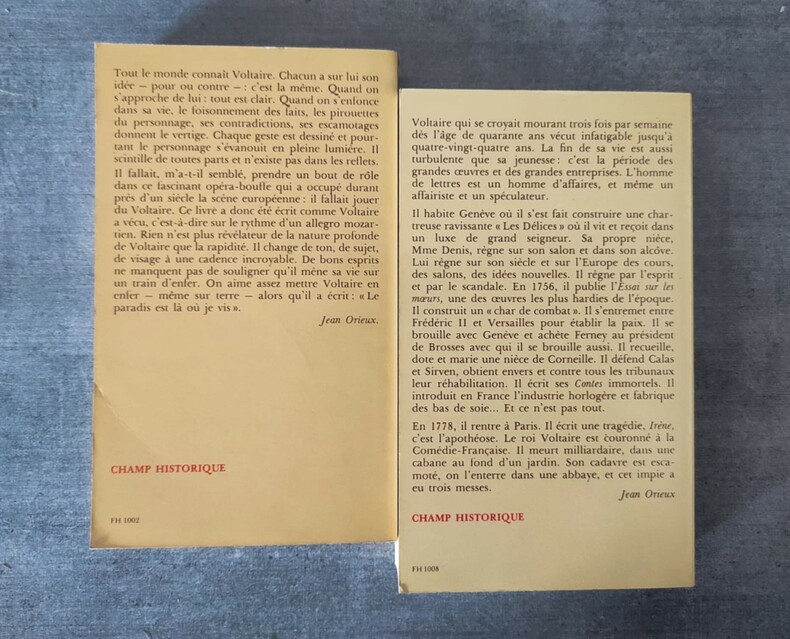 Tout le monde connaît Voltaire. Chacun a sur lui son
idée — pour ou contre — : c'est la même. Quand on
s'approche de lui : tout est clair. Quand on s'enfonce
dans sa vie, le foisonnement des faits, les pirouettes
du personnage, ses contradictions, ses escamotages
donnent le vertige. Chaque geste est dessiné et pour-
tant le personnage s'évanouit en pleine lumière. Il
scintille de toutes parts et n'existe pas dans les reflets.
Il fallait, m'a-t-il semblé, prendre un bout de rôle
dans ce fascinant opéra-bouffe qui a occupé durant
près d'un siècle la scène européenne : il fallait jouer
du Voltaire. Ce livre a donc été écrit comme Voltaire
a vécu, c'est-à-dire sur le rythme d'un allegro mozar-
tien. Rien n'est plus révélateur de la nature profonde
de Voltaire que la rapidité. Il change de ton, de sujet,
de visage à une cadence incroyable. De bons esprits
ne manquent pas de souligner qu'il mène sa vie sur
un train d'enfer. On aime assez mettre Voltaire en
enfer — même sur terre — alors qu'il a écrit : « Le
paradis est là où je vis ».
Jean Orieux.
CHAMP HISTORIQUE
FH 1002
Voltaire qui se croyait mourant trois fois par semaine
dès l'âge de quarante ans vécut infatigable jusqu'à
quatre-vingt-quatre ans. La fin de sa vie est aussi
turbulente que sa jeunesse : c'est la période des
grandes œuvres et des grandes entreprises. L'homme
de lettres est un homme d'affaires, et même un
affairiste et un spéculateur.
Il habite Genève où il s'est fait construire une char-
treuse ravissante « Les Délices » où il vit et reçoit dans
un luxe de grand seigneur. Sa propre nièce,
Mme Denis, règne sur son salon et dans son alcôve.
Lui règne sur son siècle et sur l'Europe des cours,
des salons, des idées nouvelles. Il règne par l'esprit
et par le scandale. En 1756, il publie l'Essai sur les
mœurs, une des œuvres les plus hardies de l'époque.
Il construit un « char de combat ». Il s'entremet entre
Frédéric II et Versailles pour établir la paix. Il se
brouille avec Genève et achète Ferney au président
de Brosses avec qui il se brouille aussi. Il recueille,
dote et marie une nièce de Corneille. Il défend Calas
et Sirven, obtient envers et contre tous les tribunaux
leur réhabilitation. Il écrit ses Contes immortels. Il
introduit en France l'industrie horlogère et fabrique
des bas de soie... Et ce n'est pas tout.
En 1778, il rentre à Paris. Il écrit une tragédie, Irène,
c'est l'apothéose. Le roi Voltaire est couronné à la
Comédie-Française. Il meurt milliardaire, dans une
cabane au fond d'un jardin. Son cadavre est esca-
moté, on l'enterre dans une abbaye, et cet impie a
eu trois messes.
Jean Orieux
CHAMP HISTORIQUE
FH 1008